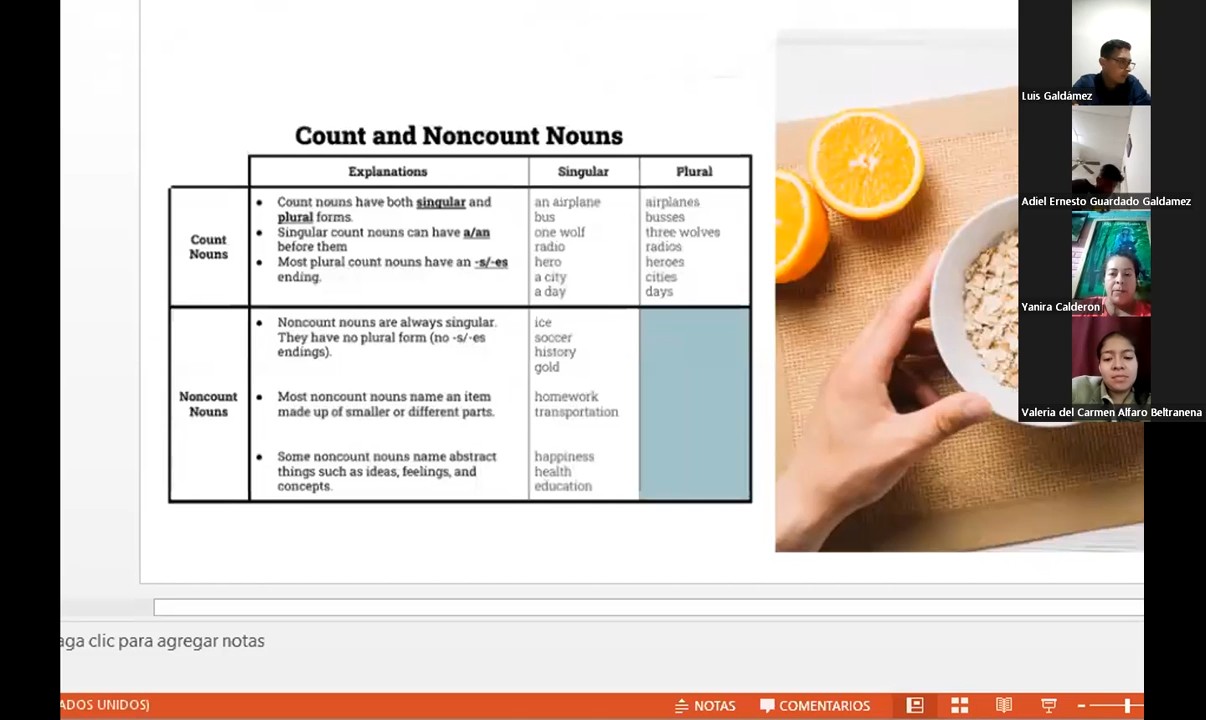 Count and Noncount Nouns
Explanations Singular Plural
Count
Nouns
• Count nouns have both singular and
plural forms.
• Singular count nouns can have a/an
before them
• Most plural count nouns have an -s/-es
ending.
an airplane
bus
one wolf
radio
hero
a city
a day
airplanes
busses
three wolves
radios
heroes
cities
days
Noncount
Nouns
• Noncount nouns are always singular.
They have no plural form (no -s/-es
endings).
• Most noncount nouns name an item
made up of smaller or different parts.
• Some noncount nouns name abstract
things such as ideas, feelings, and
concepts.
ice
soccer
history
gold
homework
transportation
happiness
health
education
Luis Galdámez
Adiel Ernesto Guardado Galdamez
Yanira Calderon
Valeria del Carmen Alfaro Beltranena
aga clic para agregar notas
ADOS UNIDOS)
NOTAS
COMENTARIOS